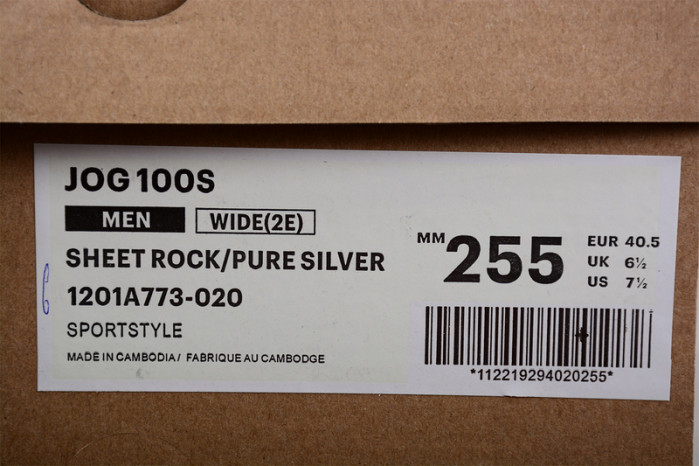 JOG 100S
MEN WIDE(2E)
SHEET ROCK/PURE SILVER
1201A773-020
SPORTSTYLE
MADE IN CAMBODIA / FABRIQUE AU CAMBODGE
MM 255
EUR 40.5
UK 6½
US 7½
*112219294020255*